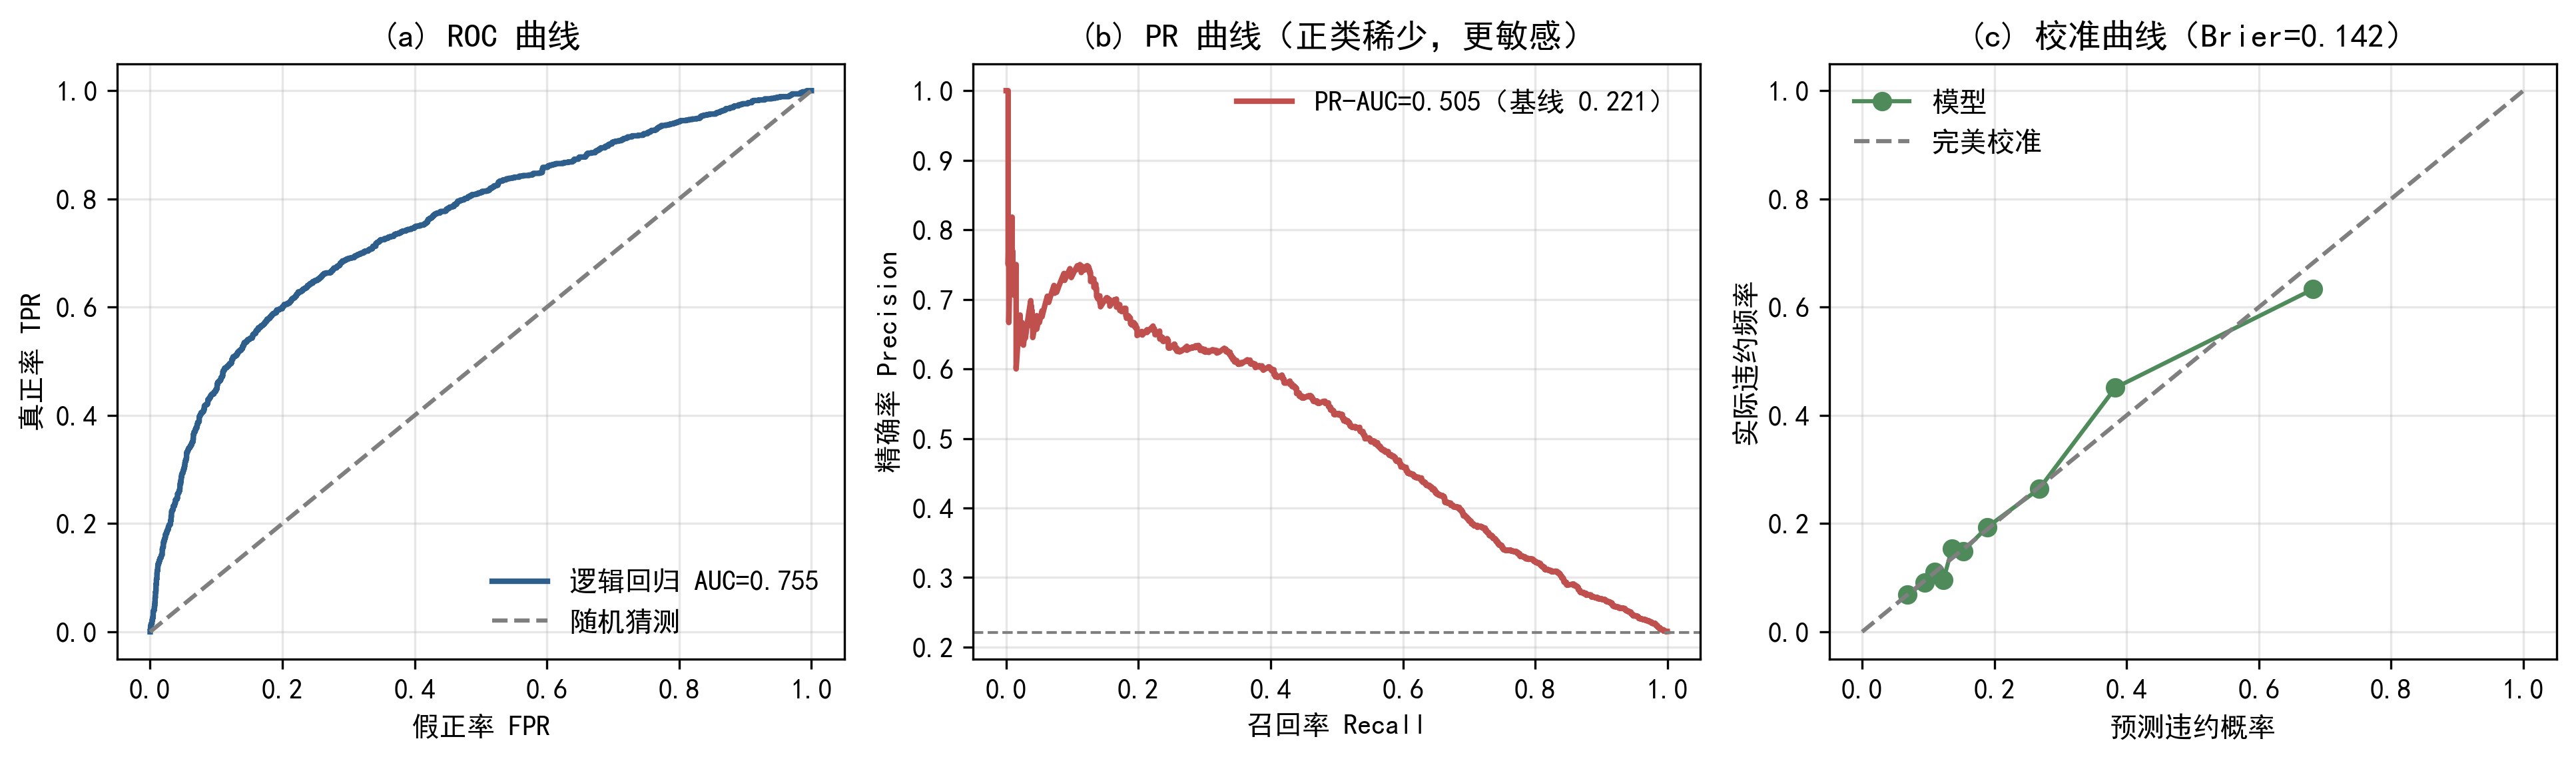 (a) ROC 曲线
1.0
0.8
0.6
0.4
0.2
0.0
真正率 TPR
逻辑回归 AUC=0.755
随机猜测
0.0 0.2 0.4 0.6 0.8 1.0
假正率 FPR
(b) PR 曲线（正类稀少，更敏感）
PR-AUC=0.505（基线 0.221）
1.0
0.9
0.8
0.7
0.6
0.5
0.4
0.3
0.2
精确率 Precision
0.0 0.2 0.4 0.6 0.8 1.0
召回率 Recall
(c) 校准曲线（Brier=0.142）
模型
完美校准
1.0
0.8
0.6
0.4
0.2
0.0
实际违约频率
0.0 0.2 0.4 0.6 0.8 1.0
预测违约概率